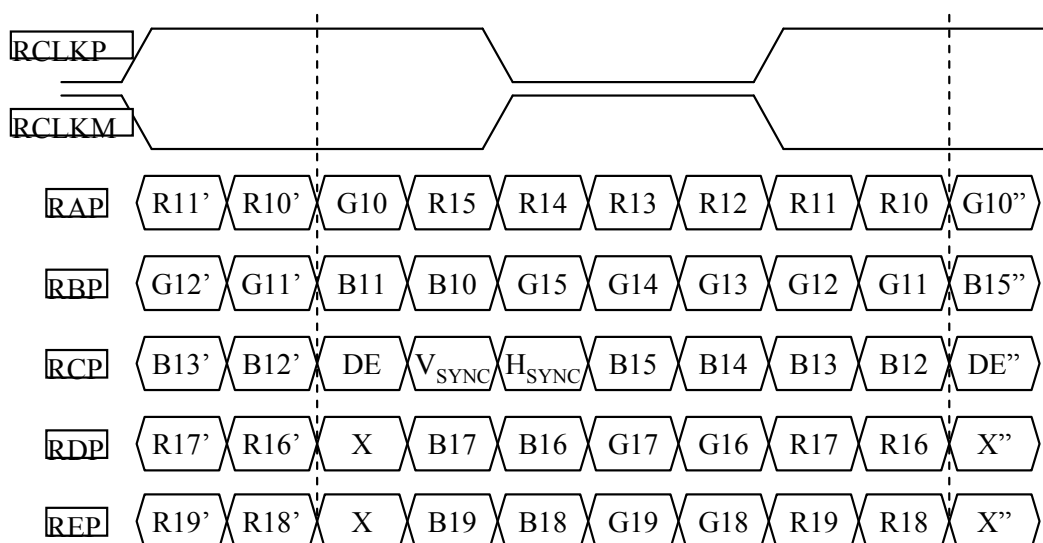 RCLKP
RCLKM
RAP R11’ R10’ G10 R15 R14 R13 R12 R11 R10 G10”
RBP G12’ G11’ B11 B10 G15 G14 G13 G12 G11 B15”
RCP B13’ B12’ DE VSYNC HSYNC B15 B14 B13 B12 DE”
RDP R17’ R16’ X B17 B16 G17 G16 R17 R16 X”
REP R19’ R18’ X B19 B18 G19 G18 R19 R18 X”